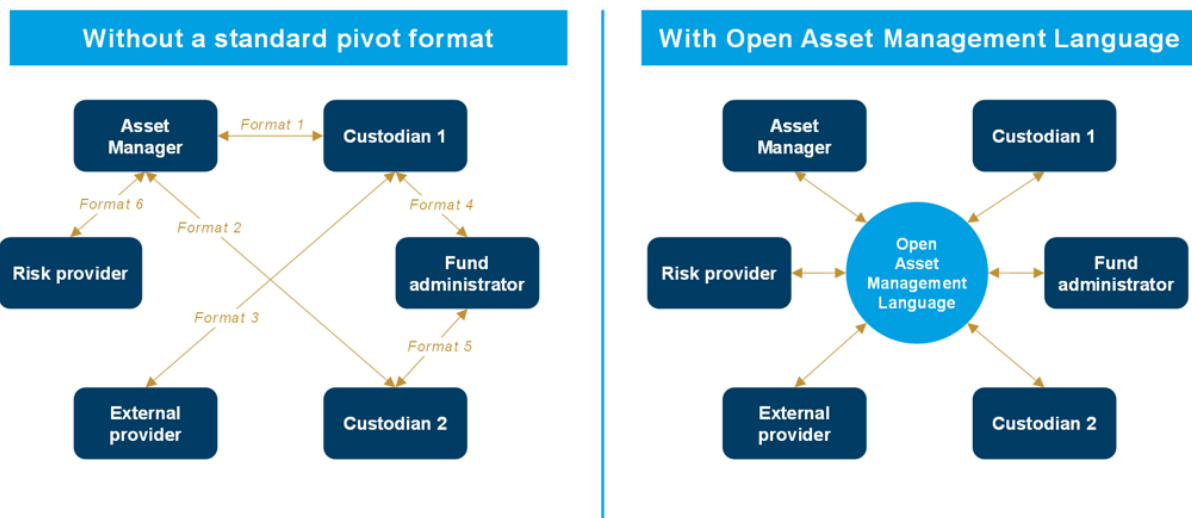 Without a standard pivot format
Asset
Manager
Format 1
Custodian 1
Format 6
Format 2
Format 4
Risk provider
Fund
administrator
Format 3
Format 5
External
provider
Custodian 2
With Open Asset Management Language
Asset
Manager
Custodian 1
Risk provider
Open
Asset
Management
Language
Fund
administrator
External
provider
Custodian 2